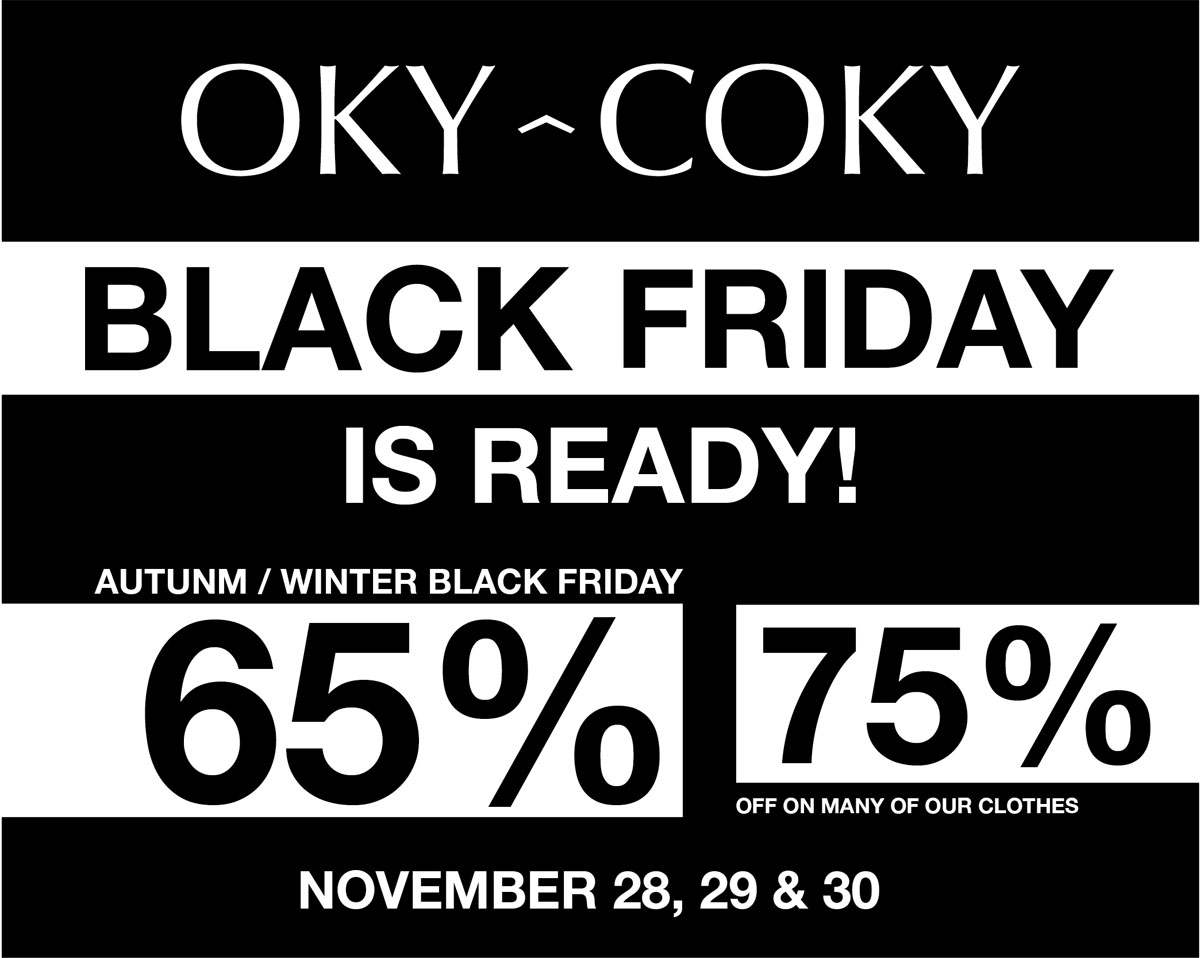 OKY ^ COKY
BLACK FRIDAY
IS READY!
AUTUNM / WINTER BLACK FRIDAY
65%
75%
OFF ON MANY OF OUR CLOTHES
NOVEMBER 28, 29 & 30